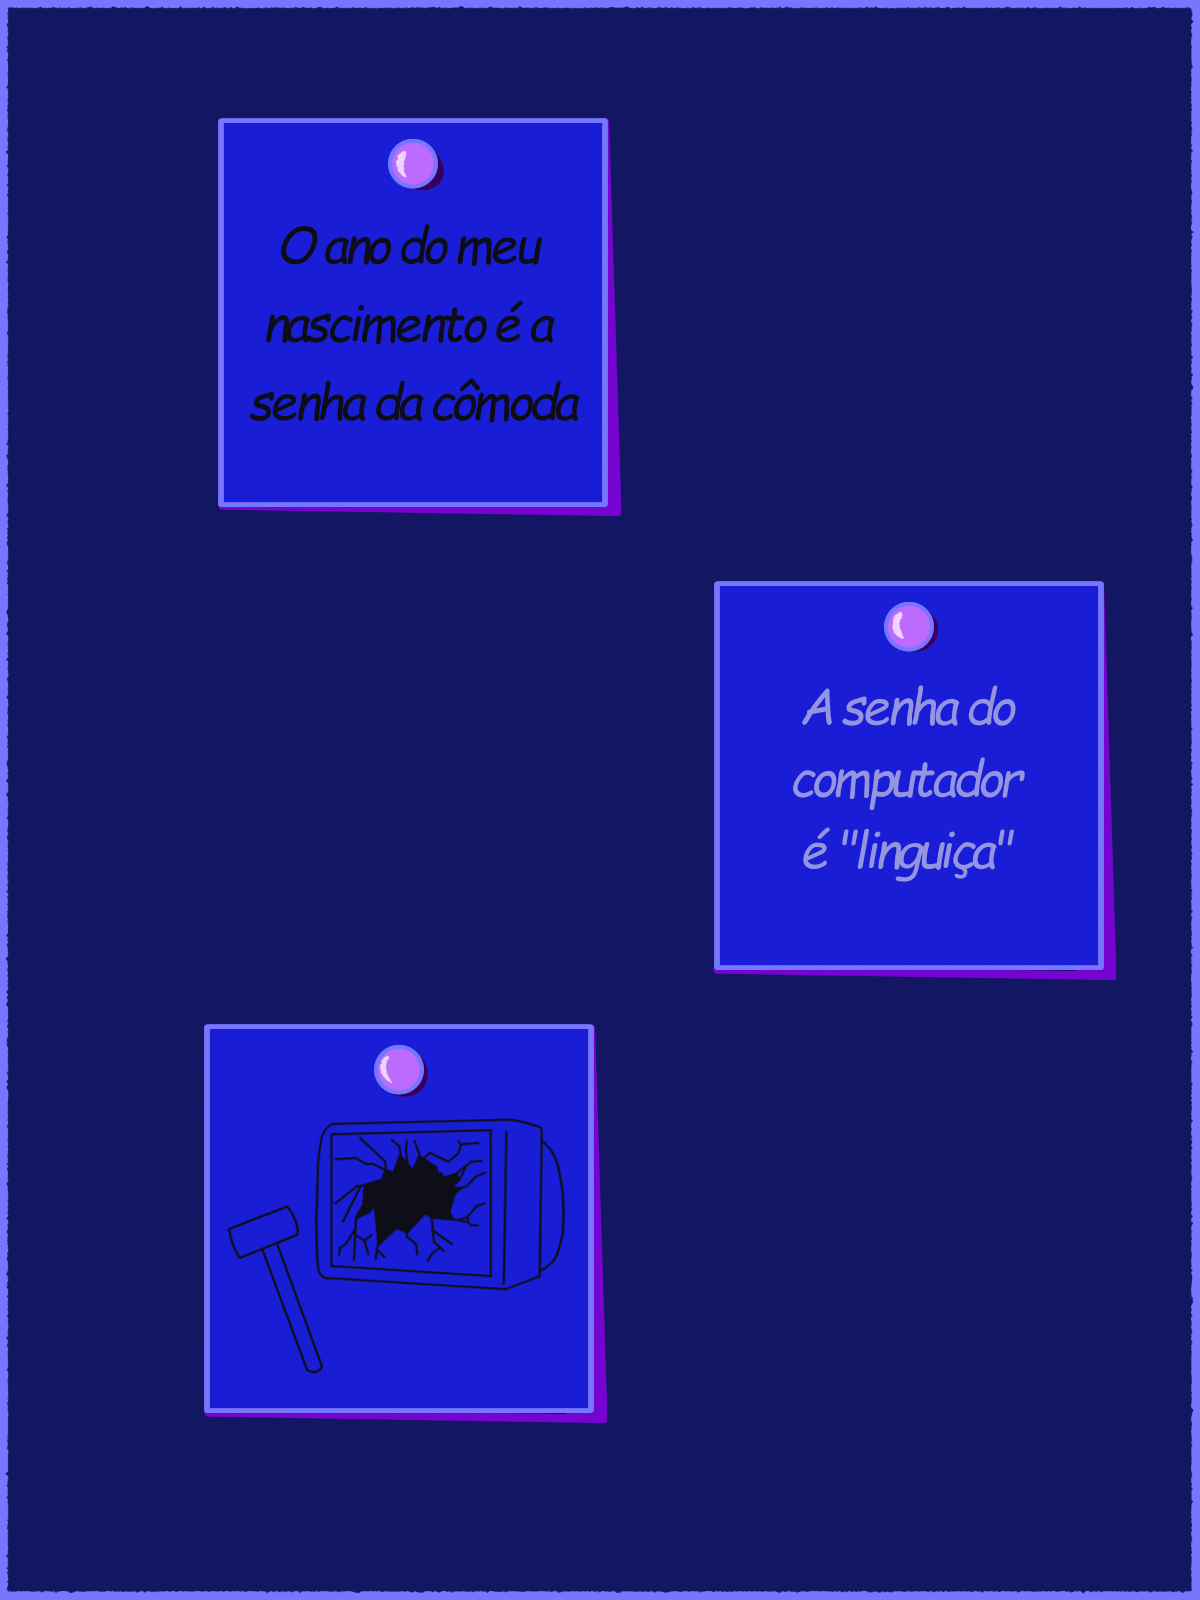 O ano do meu
nascimento é a
senha da cômoda
A senha do
computador
é "linguiça"